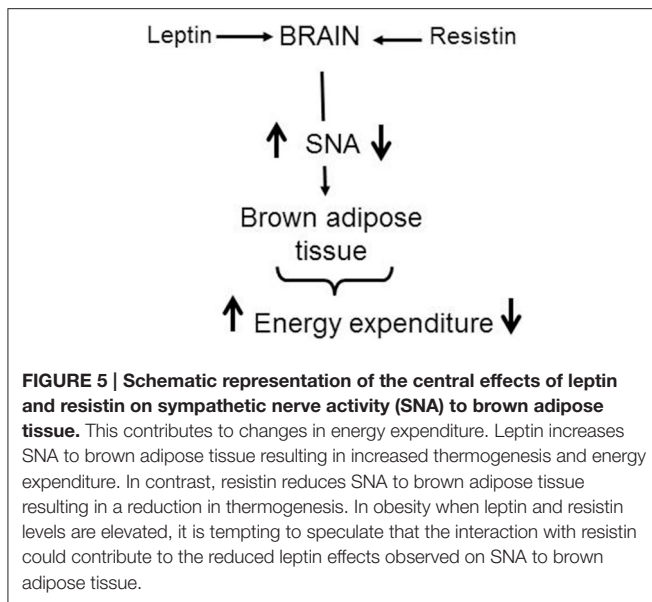 Leptin BRAIN Resistin
SNA
Brown adipose
tissue
Energy expenditure
FIGURE 5 | Schematic representation of the central effects of leptin
and resistin on sympathetic nerve activity (SNA) to brown adipose
tissue. This contributes to changes in energy expenditure. Leptin increases
SNA to brown adipose tissue resulting in increased thermogenesis and energy
expenditure. In contrast, resistin reduces SNA to brown adipose tissue
resulting in a reduction in thermogenesis. In obesity when leptin and resistin
levels are elevated, it is tempting to speculate that the interaction with resistin
could contribute to the reduced leptin effects observed on SNA to brown
adipose tissue.